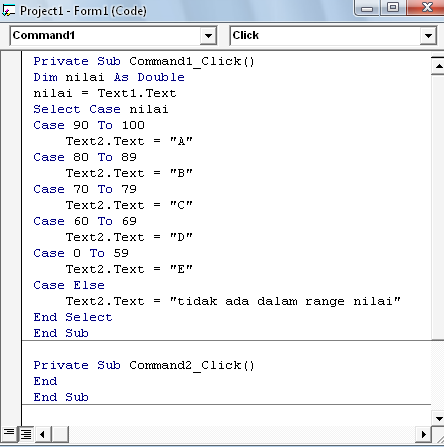 Project1 - Form1 (Code)
Command1 Click
Private Sub Command1_Click()
Dim nilai As Double
nilai = Text1.Text
Select Case nilai
Case 90 To 100
    Text2.Text = "A"
Case 80 To 89
    Text2.Text = "B"
Case 70 To 79
    Text2.Text = "C"
Case 60 To 69
    Text2.Text = "D"
Case 0 To 59
    Text2.Text = "E"
Case Else
    Text2.Text = "tidak ada dalam range nilai"
End Select
End Sub
Private Sub Command2_Click()
End
End Sub